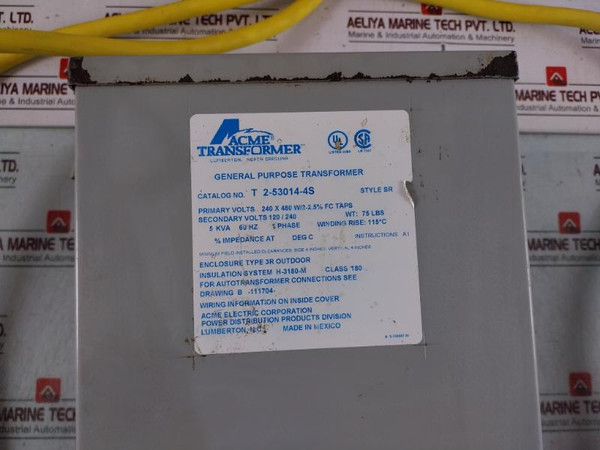 AELIYA MARINE TECH PVT. LTD.
Marine & Industrial Automation & Machinery
ACME
TRANSFORMER
LUMBERTON, NORTH CAROLINA
UL
LISTED
SA
GENERAL PURPOSE TRANSFORMER
CATALOG NO. T 2-53014-4S STYLE SR
PRIMARY VOLTS 240 X 480 W/2-2.5% FC TAPS
SECONDARY VOLTS 120 / 240 WT: 75 LBS
5 KVA 60 HZ 1 PHASE WINDING RISE: 115°C
% IMPEDANCE AT DEG C INSTRUCTIONS A1
ENCLOSURE TYPE 3R OUTDOOR
INSULATION SYSTEM H-3180-M CLASS 180
FOR AUTOTRANSFORMER CONNECTIONS SEE
DRAWING B -111704-
WIRING INFORMATION ON INSIDE COVER
ACME ELECTRIC CORPORATION
POWER DISTRIBUTION PRODUCTS DIVISION
LUMBERTON, N.C. MADE IN MEXICO